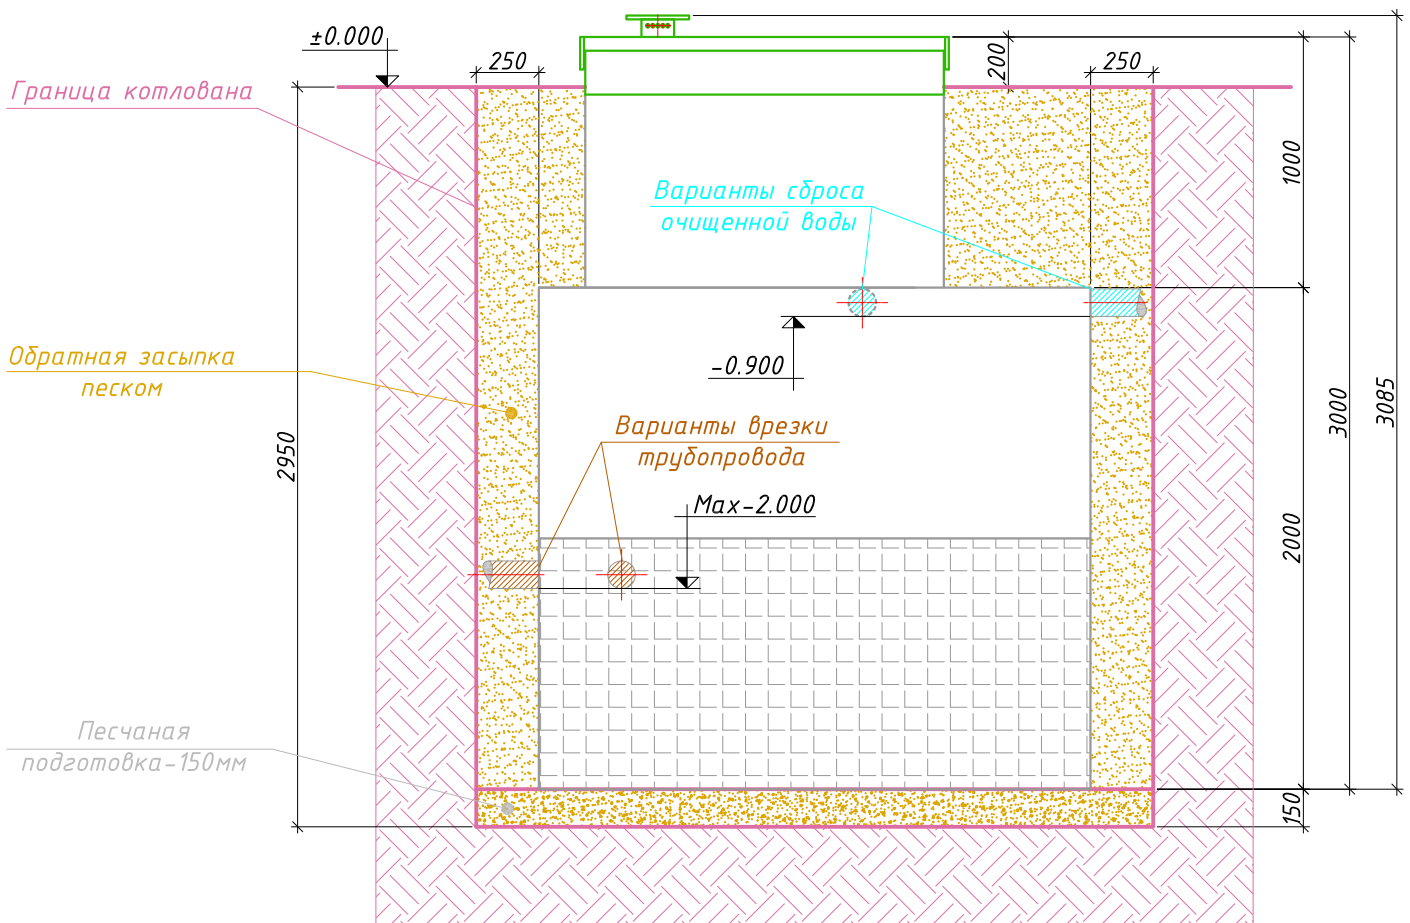 ±0.000
250
200
250
Граница котлована
1000
Варианты сброса
очищенной воды
Обратная засыпка
песком
-0.900
3000
3085
Варианты врезки
трубопровода
2950
Max-2.000
2000
Песчаная
подготовка-150мм
150